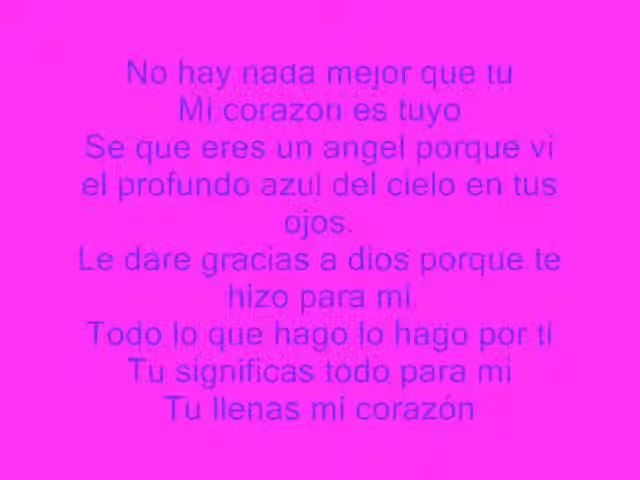 No hay nada mejor que tu
Mi corazon es tuyo
Se que eres un angel porque vi
el profundo azul del cielo en tus
ojos.
Le dare gracias a dios porque te
hizo para mi.
Todo lo que hago lo hago por ti
Tu significas todo para mi
Tu llenas mi corazón